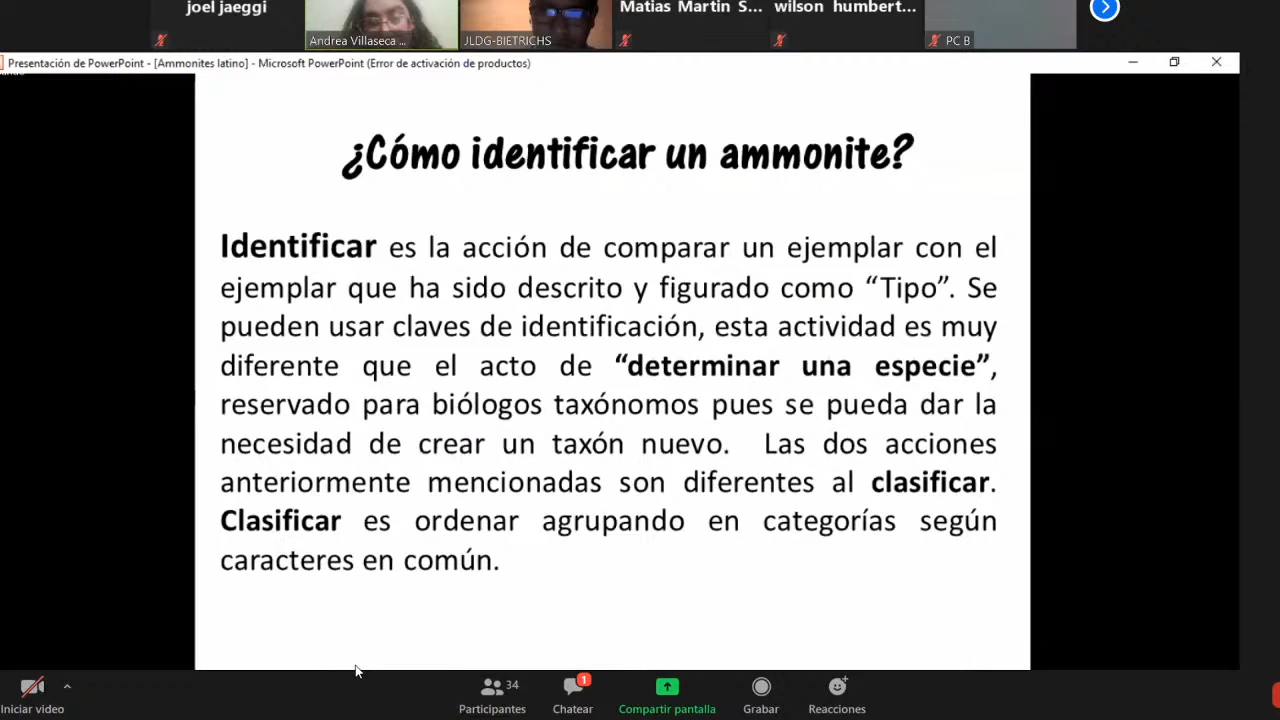 joel jaeggi
Andrea Villaseca ...
JLDG-BIETRICHS
Matias Martin S...
wilson humbert...
PC B
Presentación de PowerPoint - [Ammonites latino] - Microsoft PowerPoint (Error de activación de productos)
¿Cómo identificar un ammonite?
Identificar es la acción de comparar un ejemplar con el
ejemplar que ha sido descrito y figurado como “Tipo”. Se
pueden usar claves de identificación, esta actividad es muy
diferente que el acto de “determinar una especie”,
reservado para biólogos taxónomos pues se pueda dar la
necesidad de crear un taxón nuevo. Las dos acciones
anteriormente mencionadas son diferentes al clasificar.
Clasificar es ordenar agrupando en categorías según
caracteres en común.
34
1
Iniciar video
Participantes
Chatear
Compartir pantalla
Grabar
Reacciones